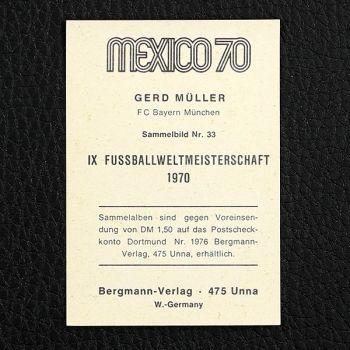 MEXICO 70
GERD MÜLLER
FC Bayern München
Sammelbild Nr. 33
IX FUSSBALLWELTMEISTERSCHAFT
1970
Sammelalben sind gegen Voreinsen-
dung von DM 1,50 auf das Postscheck-
konto Dortmund Nr. 1976 Bergmann-
Verlag, 475 Unna, erhältlich.
Bergmann-Verlag - 475 Unna
W.-Germany